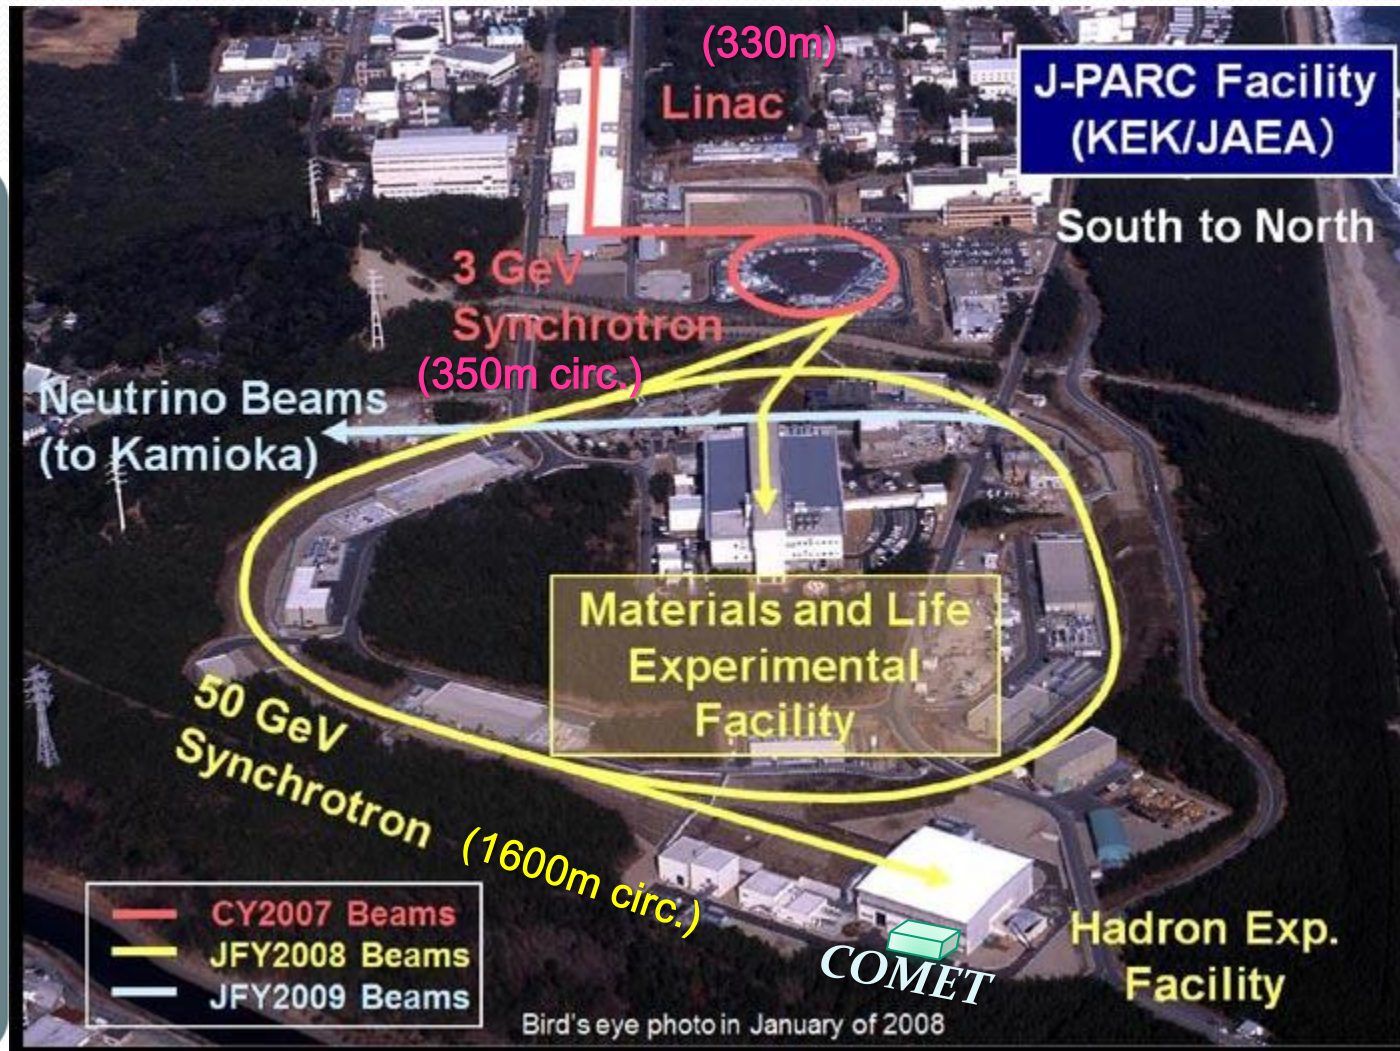 (330m)
Linac
J-PARC Facility
(KEK/JAEA）
South to North
3 GeV
Synchrotron
(350m circ.)
Neutrino Beams
(to Kamioka)
Materials and Life
Experimental
Facility
50 GeV
Synchrotron
(1600m circ.)
CY2007 Beams
JFY2008 Beams
JFY2009 Beams
COMET
Hadron Exp.
Facility
Bird's eye photo in January of 2008